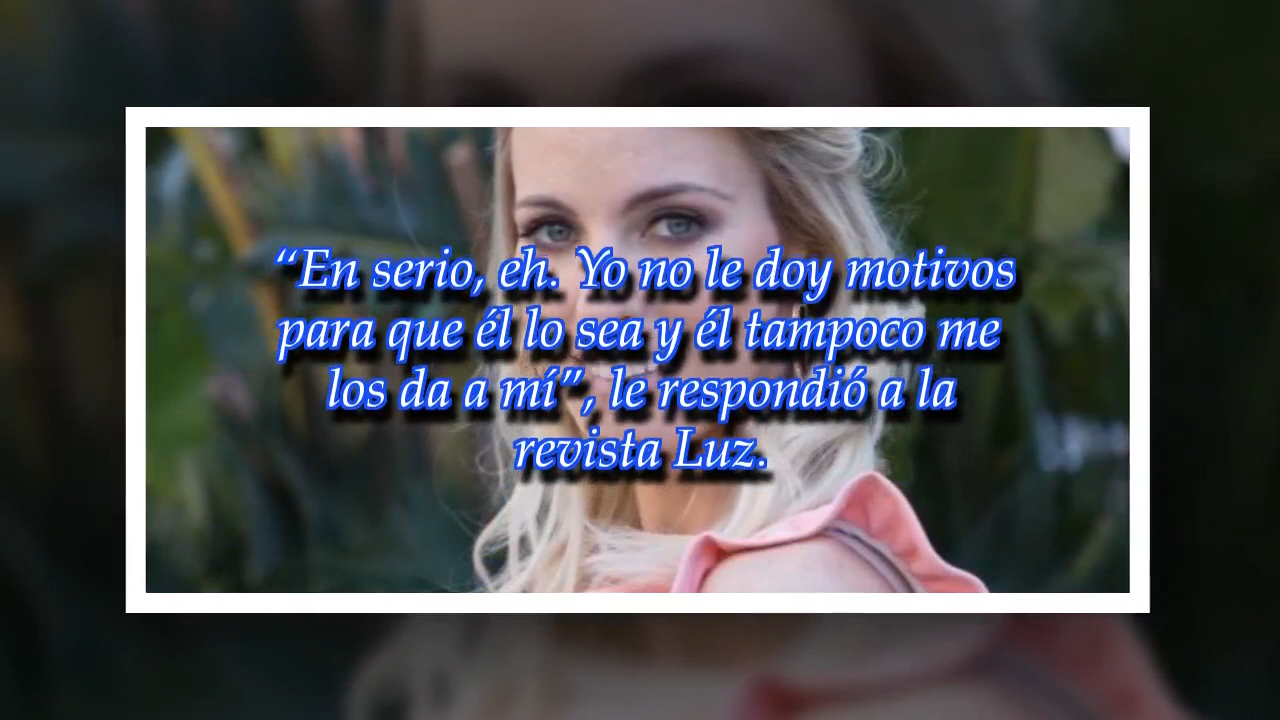 “En serio, eh. Yo no le doy motivos
para que él lo sea y él tampoco me
los da a mí”, le respondió a la
revista Luz.